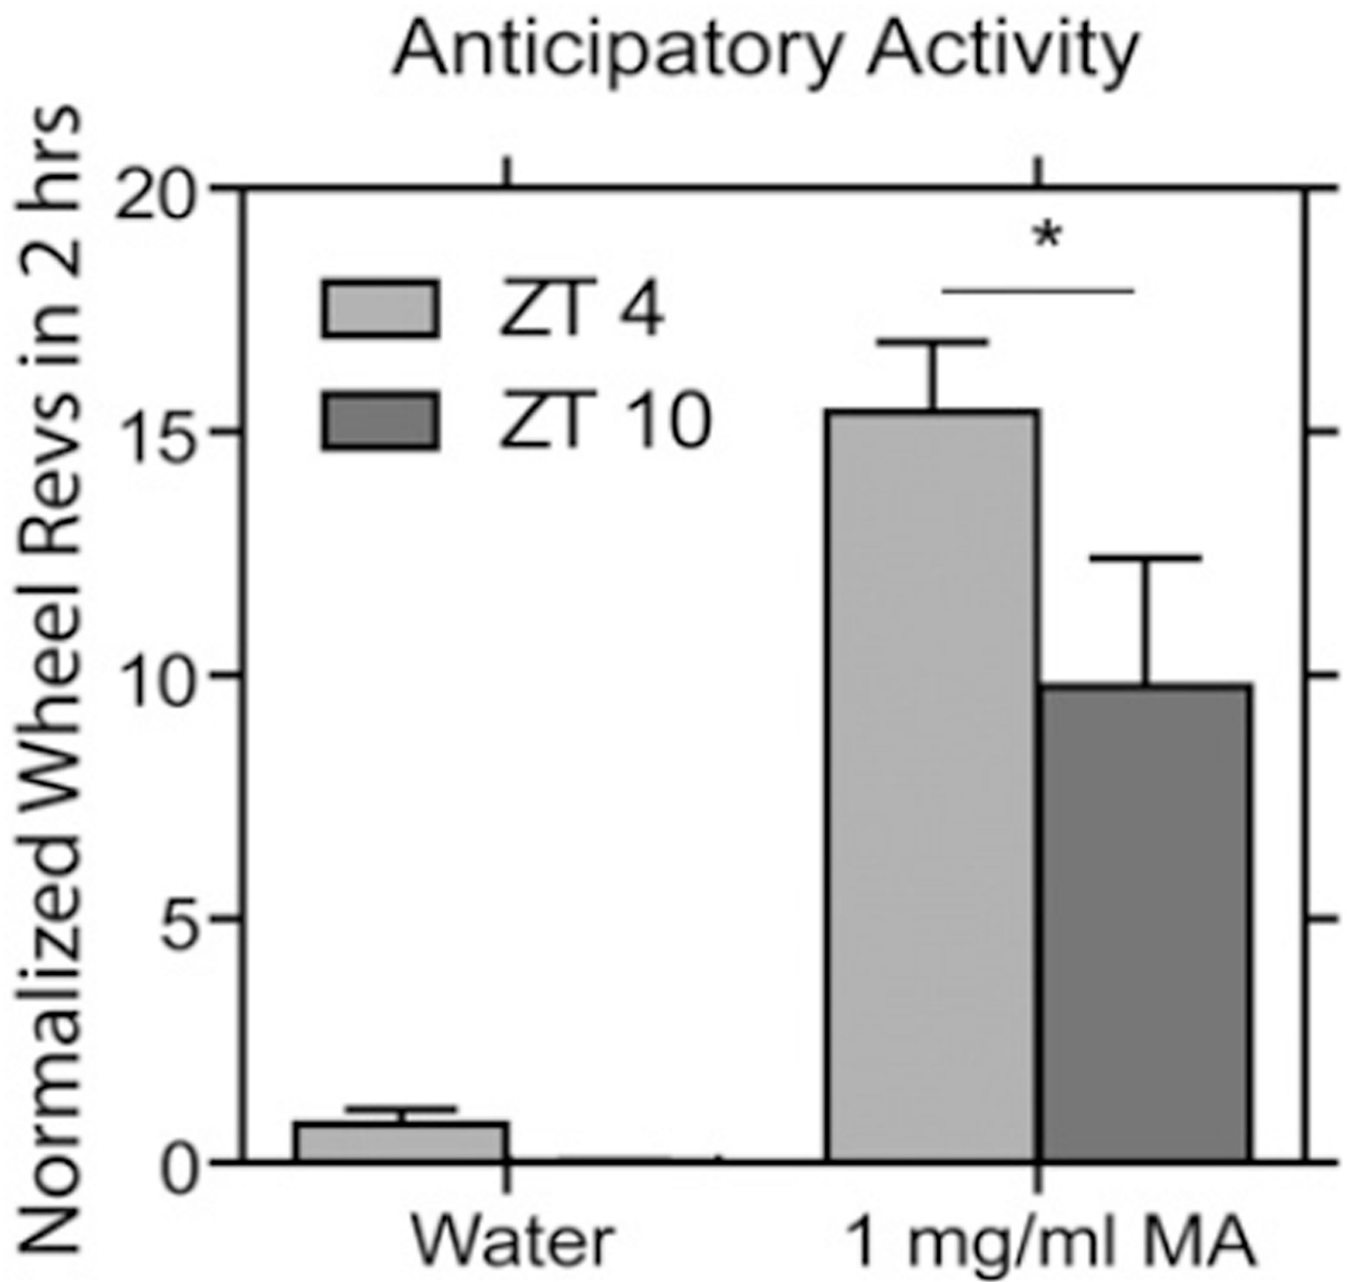 Anticipatory Activity
Normalized Wheel Revs in 2 hrs
20
15
10
5
0
ZT 4
ZT 10
*
Water
1 mg/ml MA